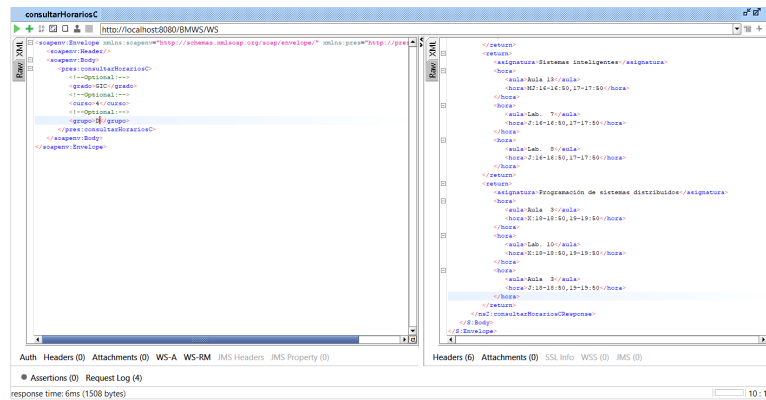 consultarHorariosC
http://localhost:8080/BMWS/WS
XML
Raw
<soapenv:Envelope xmlns:soapenv="http://schemas.xmlsoap.org/soap/envelope/" xmlns:pres="http://pres
<soapenv:Header/>
<soapenv:Body>
<pres:consultarHorariosC>
<!--Optional:-->
<grado>GIC</grado>
<!--Optional:-->
<curso>4</curso>
<!--Optional:-->
<grupo>D</grupo>
</pres:consultarHorariosC>
</soapenv:Body>
</soapenv:Envelope>
XML
Raw
</return>
<return>
<asignatura>Sistemas inteligentes</asignatura>
<hora>
<aula>Aula 13</aula>
<hora>MJ:16-16:50,17-17:50</hora>
</hora>
<hora>
<aula>Lab. 7</aula>
<hora>J:16-16:50,17-17:50</hora>
</hora>
<hora>
<aula>Lab. 8</aula>
<hora>J:16-16:50,17-17:50</hora>
</hora>
</return>
<return>
<asignatura>Programación de sistemas distribuidos</asignatura>
<hora>
<aula>Aula 3</aula>
<hora>X:18-18:50,19-19:50</hora>
</hora>
<hora>
<aula>Lab. 10</aula>
<hora>X:18-18:50,19-19:50</hora>
</hora>
<hora>
<aula>Aula 3</aula>
<hora>J:18-18:50,19-19:50</hora>
</hora>
</return>
</ns2:consultarHorariosCResponse>
</S:Body>
</S:Envelope>
Auth Headers (0) Attachments (0) WS-A WS-RM JMS Headers JMS Property (0)
Headers (6) Attachments (0) SSL Info WSS (0) JMS (0)
Assertions (0) Request Log (4)
response time: 6ms (1508 bytes)
10 : 1